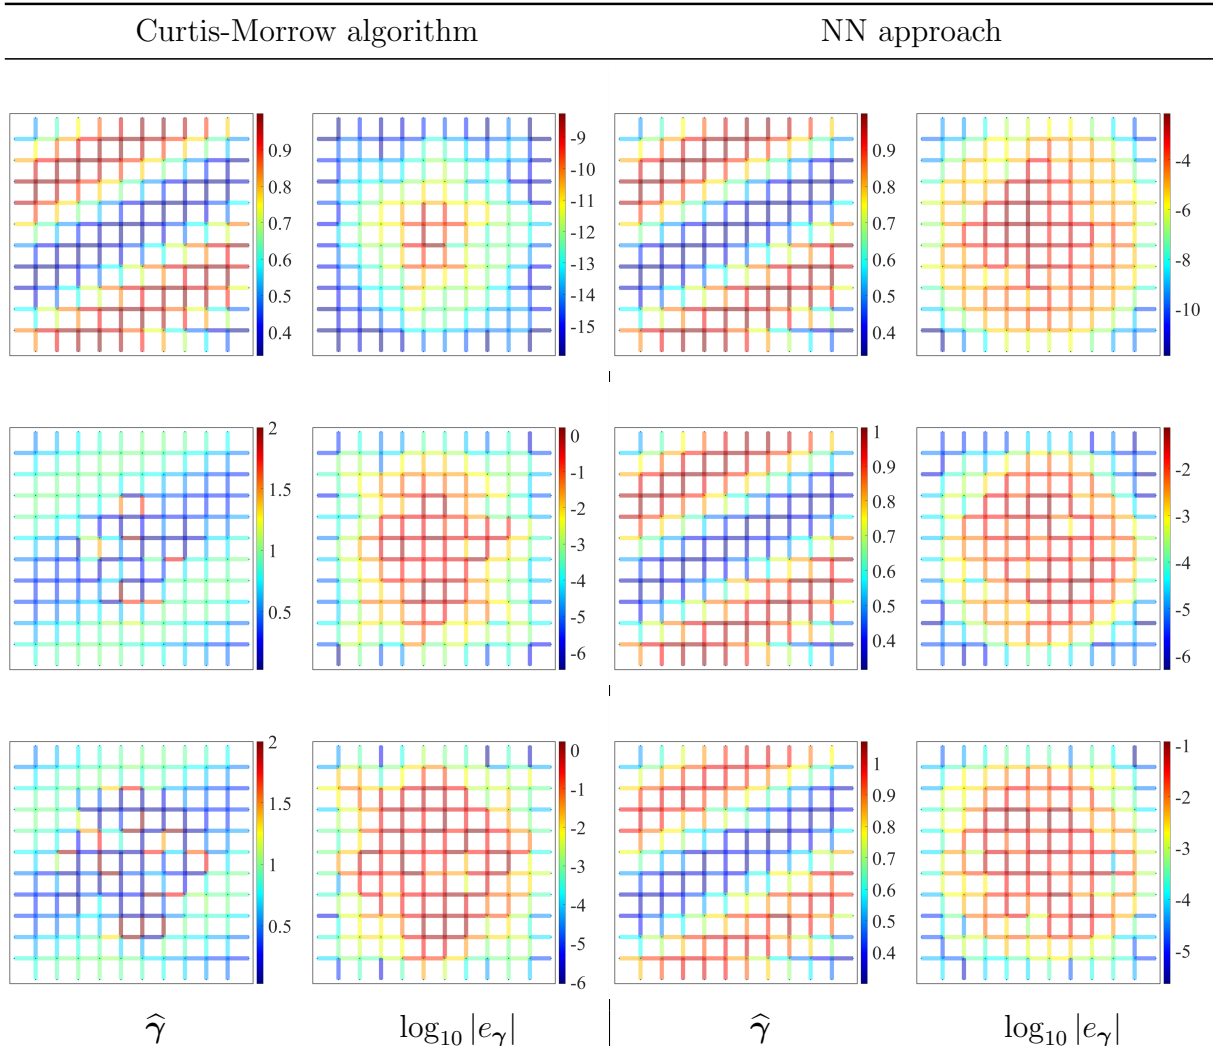 Curtis-Morrow algorithm NN approach
0.9 0.8 0.7 0.6 0.5 0.4
-9 -10 -11 -12 -13 -14 -15
0.9 0.8 0.7 0.6 0.5 0.4
-4 -6 -8 -10
2 1.5 1 0.5
0 -1 -2 -3 -4 -5 -6
1 0.9 0.8 0.7 0.6 0.5 0.4
-2 -3 -4 -5 -6
2 1.5 1 0.5
0 -1 -2 -3 -4 -5 -6
1 0.9 0.8 0.7 0.6 0.5 0.4
-1 -2 -3 -4 -5
γ̂ log₁₀ |e_γ| γ̂ log₁₀ |e_γ|